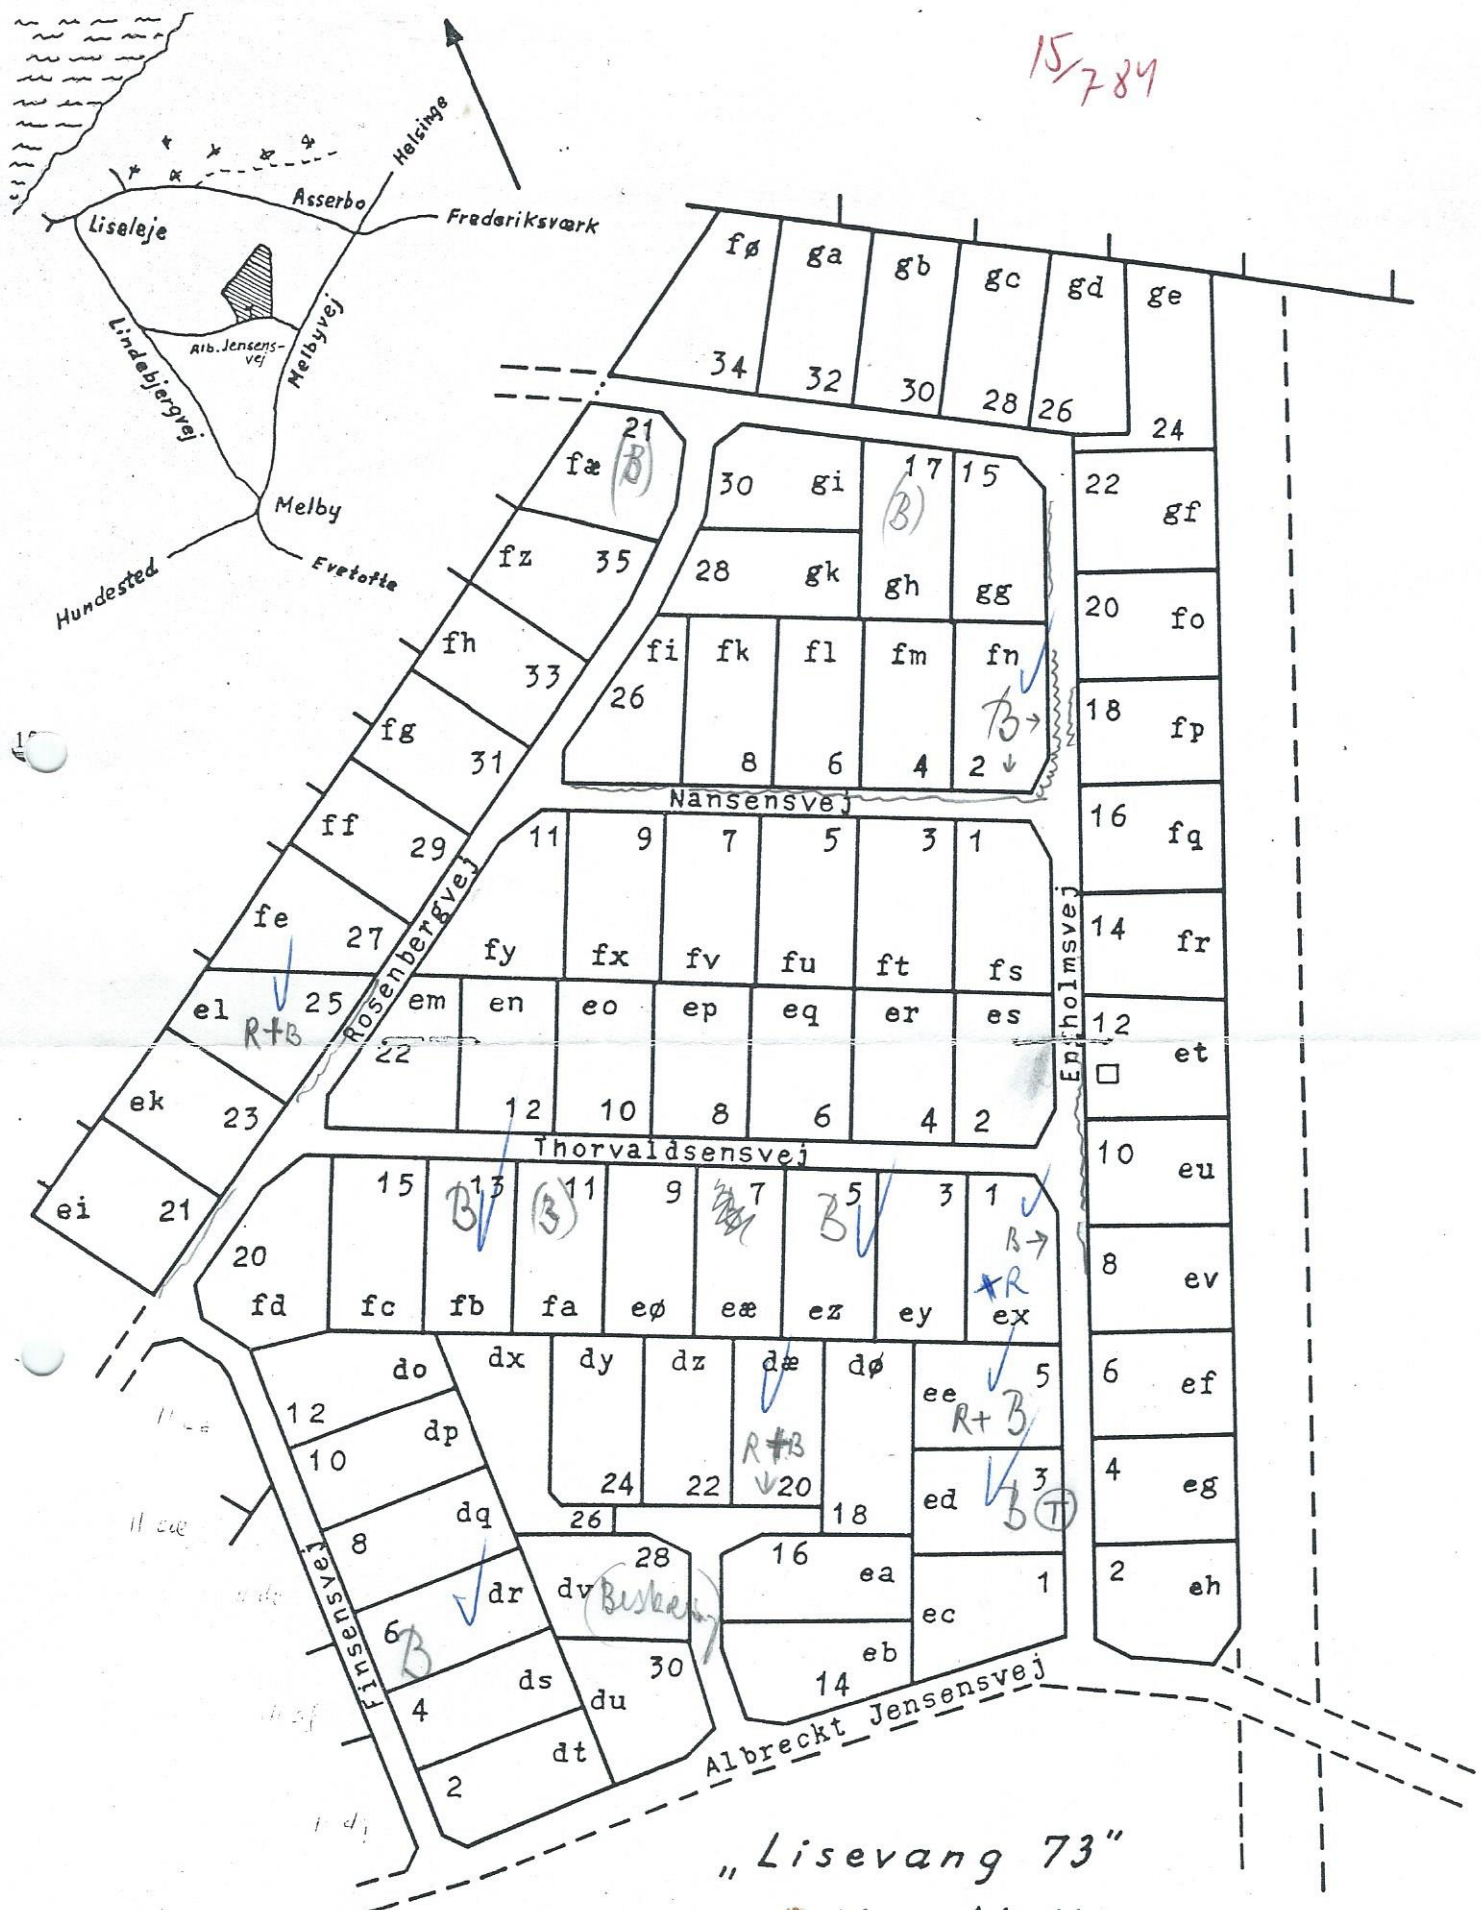 15/7 84
Helsinge
Asserbo
Frederiksværk
Liseleje
Lindebjergvej
Alb. Jensens-
vej
Melbyvej
Melby
Hundested
Evetofte
fø ga gb gc gd ge
34 32 30 28 26 24
21
fæ (B)
30 gi
17 15
(B)
22 gf
fz 35
28 gk gh gg
20 fo
fh 33
fi fk fl fm fn
26
B→
18 fp
fg 31
8 6 4 2 ↓
Nansensvej
16 fq
ff 29
11 9 7 5 3 1
Rosenbergvej
Engholmsvej
fe 27
fy fx fv fu ft fs
14 fr
el 25
R+B
em en eo ep eq er es
22
12 et
ek 23
12 10 8 6 4 2
Thorvaldsensvej
10 eu
ei 21
15 13 11 9 7 5 3 1
B (B) B B→
20
*R
8 ev
fd fc fb fa eø eæ ez ey ex
do dx dy dz dæ dø
ee 5
R+ B
6 ef
12
10 dp
R+B
↓
24 22 20 18
ed 3
B (T)
4 eg
8 dq
26
28
16 ea
1
2 eh
dr
dv (Beskæring)
ec
6
B
Finsensvej
30
eb
14
4 ds
du
2 dt
Albreckt Jensensvej
„Lisevang 73”